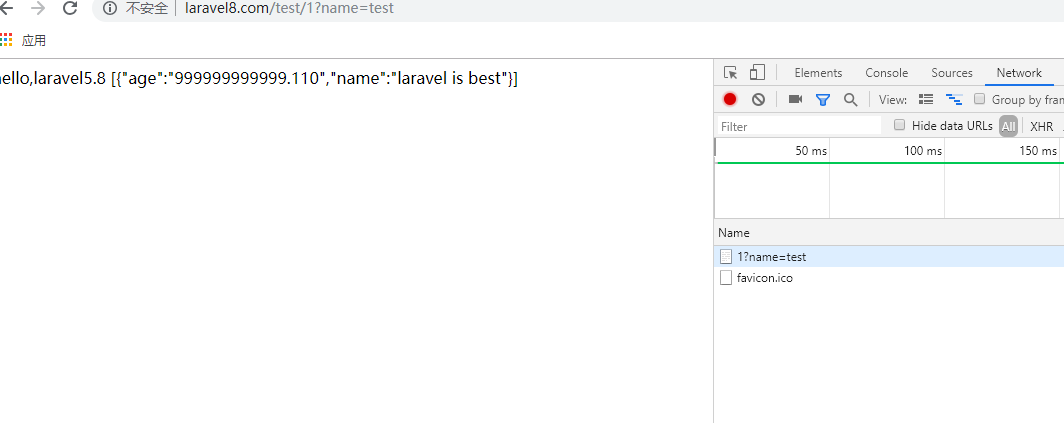 不安全 laravel8.com/test/1?name=test
应用
ello,laravel5.8 [{"age":"999999999999.110","name":"laravel is best"}]
Elements Console Sources Network
View: Group by fran
Filter Hide data URLs All XHR
50 ms 100 ms 150 ms
Name
1?name=test
favicon.ico